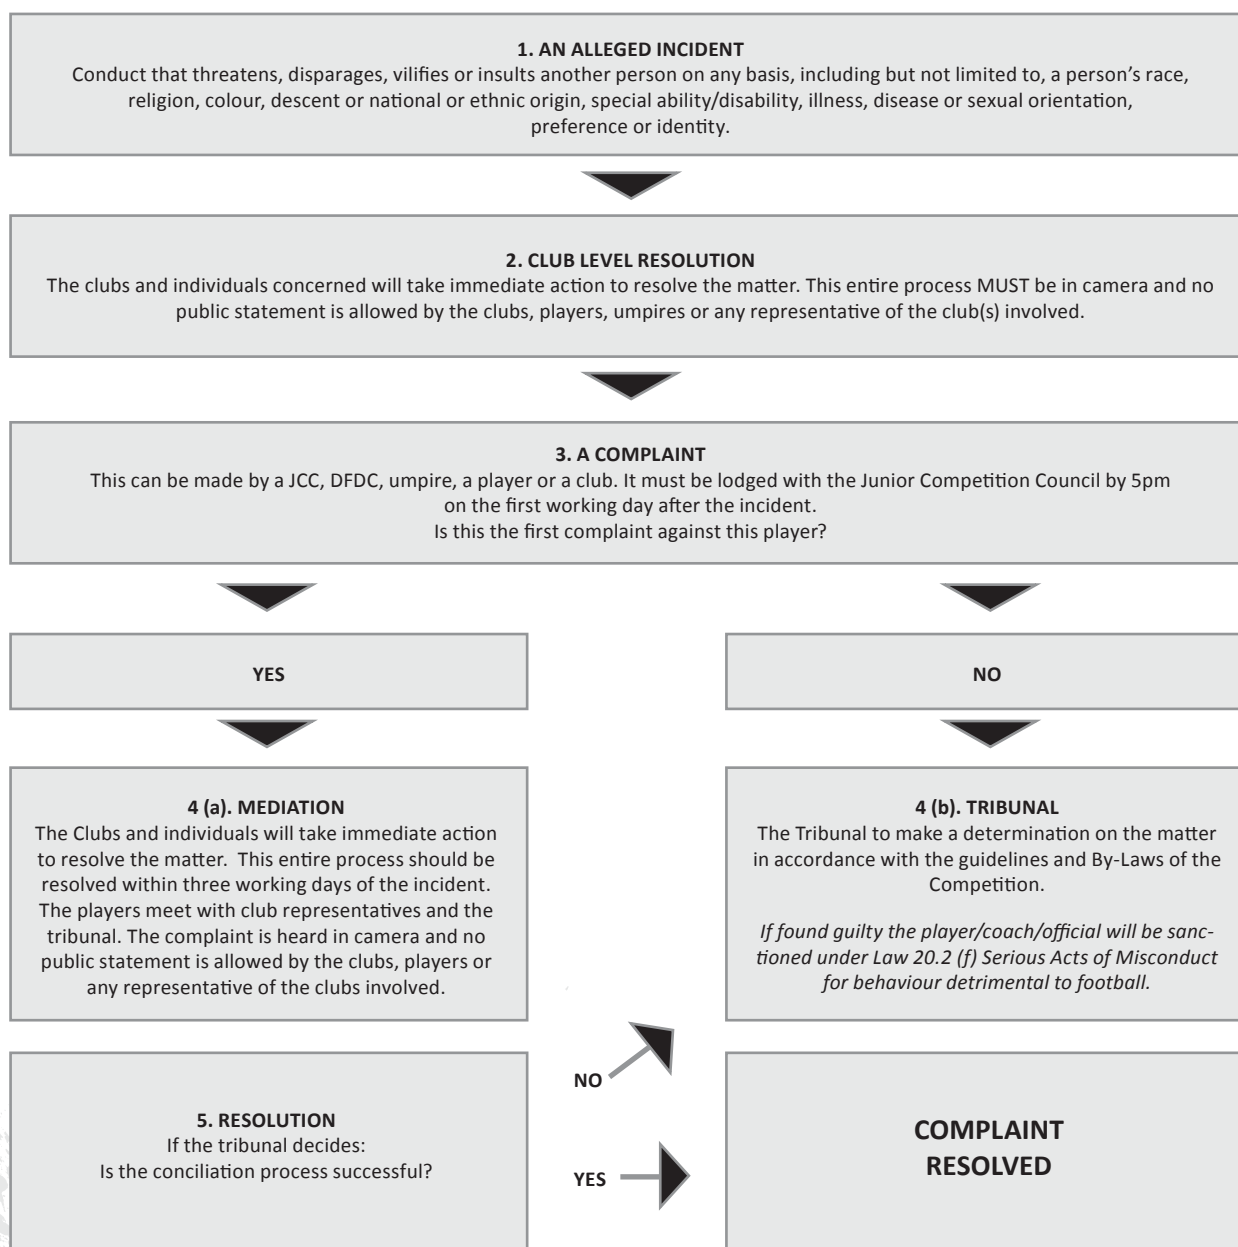 1. AN ALLEGED INCIDENT
Conduct that threatens, disparages, vilifies or insults another person on any basis, including but not limited to, a person's race,
religion, colour, descent or national or ethnic origin, special ability/disability, illness, disease or sexual orientation,
preference or identity.
2. CLUB LEVEL RESOLUTION
The clubs and individuals concerned will take immediate action to resolve the matter. This entire process MUST be in camera and no
public statement is allowed by the clubs, players, umpires or any representative of the club(s) involved.
3. A COMPLAINT
This can be made by a JCC, DFDC, umpire, a player or a club. It must be lodged with the Junior Competition Council by 5pm
on the first working day after the incident.
Is this the first complaint against this player?
YES
NO
4 (a). MEDIATION
The Clubs and individuals will take immediate action
to resolve the matter.  This entire process should be
resolved within three working days of the incident.
The players meet with club representatives and the
tribunal. The complaint is heard in camera and no
public statement is allowed by the clubs, players or
any representative of the clubs involved.
4 (b). TRIBUNAL
The Tribunal to make a determination on the matter
in accordance with the guidelines and By-Laws of the
Competition.
If found guilty the player/coach/official will be sanc-
tioned under Law 20.2 (f) Serious Acts of Misconduct
for behaviour detrimental to football.
5. RESOLUTION
If the tribunal decides:
Is the conciliation process successful?
NO
YES
COMPLAINT
RESOLVED